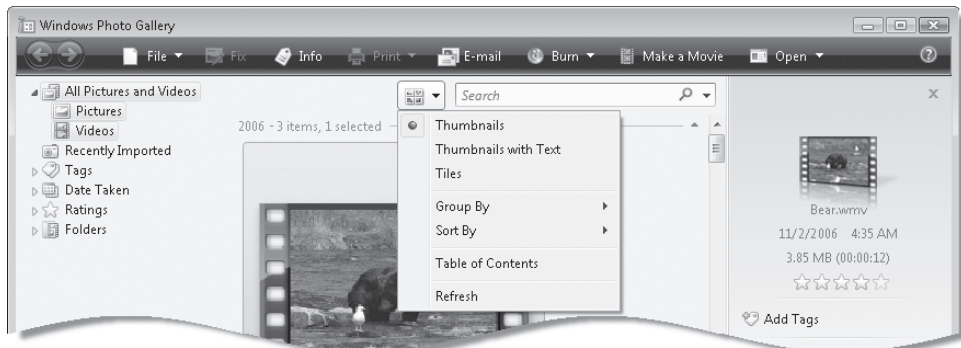 Windows Photo Gallery
File Fix Info Print E-mail Burn Make a Movie Open
All Pictures and Videos
Pictures
Videos
Recently Imported
Tags
Date Taken
Ratings
Folders
Search
2006 - 3 items, 1 selected
Thumbnails
Thumbnails with Text
Tiles
Group By
Sort By
Table of Contents
Refresh
Bear.wmv
11/2/2006 4:35 AM
3.85 MB (00:00:12)
Add Tags